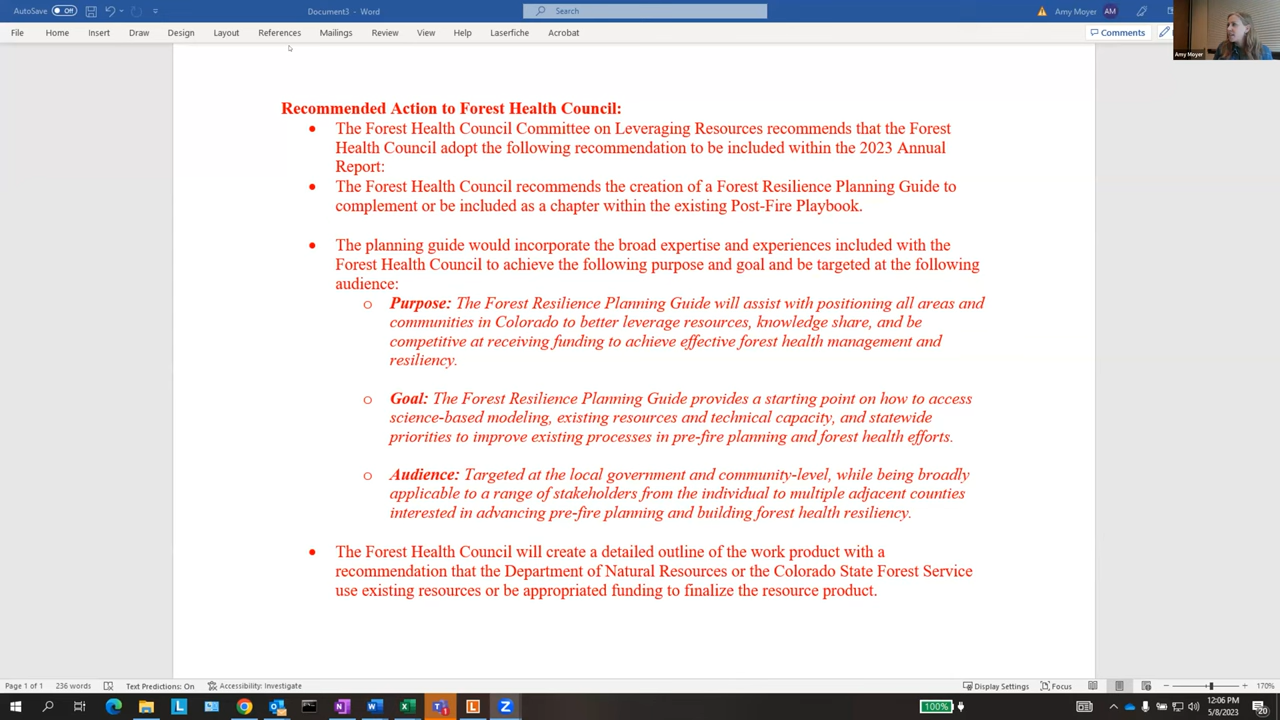 AutoSave Off Document3 - Word Search Amy Moyer AM
File Home Insert Draw Design Layout References Mailings Review View Help Laserfiche Acrobat Comments
Amy Moyer
Recommended Action to Forest Health Council:
• The Forest Health Council Committee on Leveraging Resources recommends that the Forest
Health Council adopt the following recommendation to be included within the 2023 Annual
Report:
• The Forest Health Council recommends the creation of a Forest Resilience Planning Guide to
complement or be included as a chapter within the existing Post-Fire Playbook.
• The planning guide would incorporate the broad expertise and experiences included with the
Forest Health Council to achieve the following purpose and goal and be targeted at the following
audience:
o Purpose: The Forest Resilience Planning Guide will assist with positioning all areas and
communities in Colorado to better leverage resources, knowledge share, and be
competitive at receiving funding to achieve effective forest health management and
resiliency.
o Goal: The Forest Resilience Planning Guide provides a starting point on how to access
science-based modeling, existing resources and technical capacity, and statewide
priorities to improve existing processes in pre-fire planning and forest health efforts.
o Audience: Targeted at the local government and community-level, while being broadly
applicable to a range of stakeholders from the individual to multiple adjacent counties
interested in advancing pre-fire planning and building forest health resiliency.
• The Forest Health Council will create a detailed outline of the work product with a
recommendation that the Department of Natural Resources or the Colorado State Forest Service
use existing resources or be appropriated funding to finalize the resource product.
Page 1 of 1 236 words Text Predictions: On Accessibility: Investigate Display Settings Focus 170%
100% 12:06 PM
5/8/2023 20